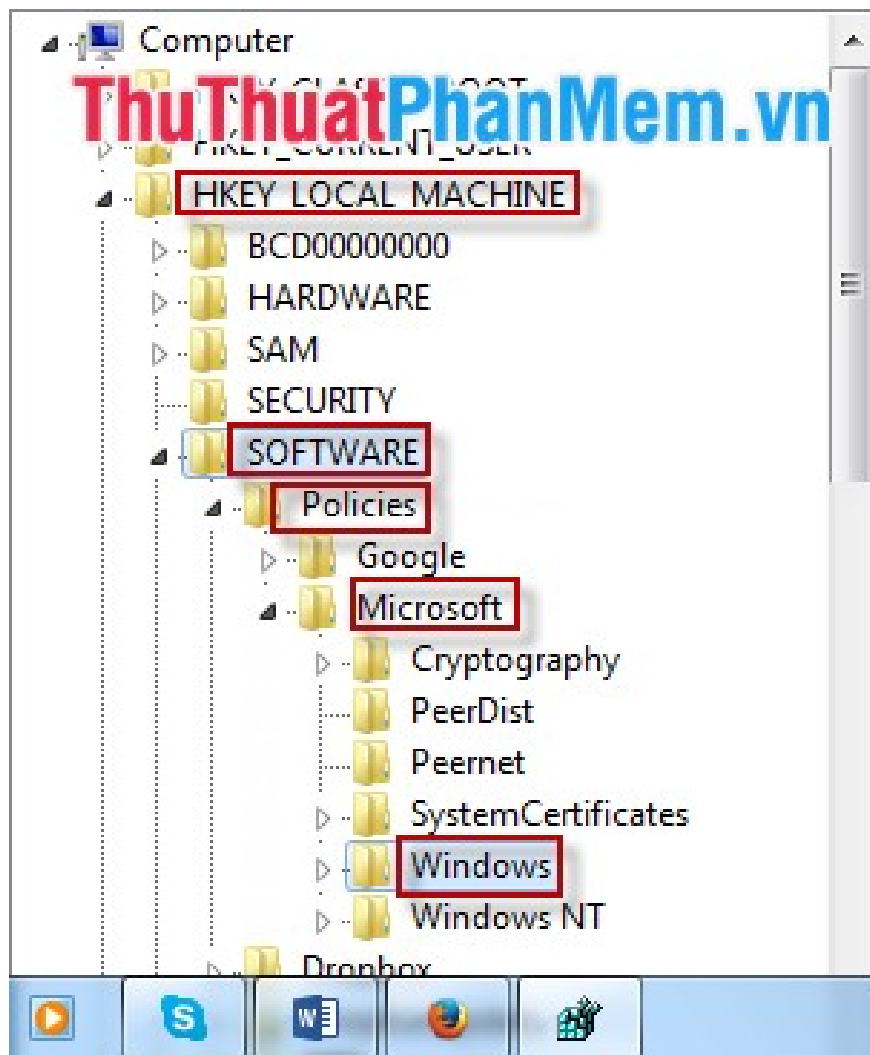 Computer
ThuThuatPhanMem.vn
HKEY_CURRENT_USER
HKEY_LOCAL_MACHINE
BCD00000000
HARDWARE
SAM
SECURITY
SOFTWARE
Policies
Google
Microsoft
Cryptography
PeerDist
Peernet
SystemCertificates
Windows
Windows NT
Dropbox